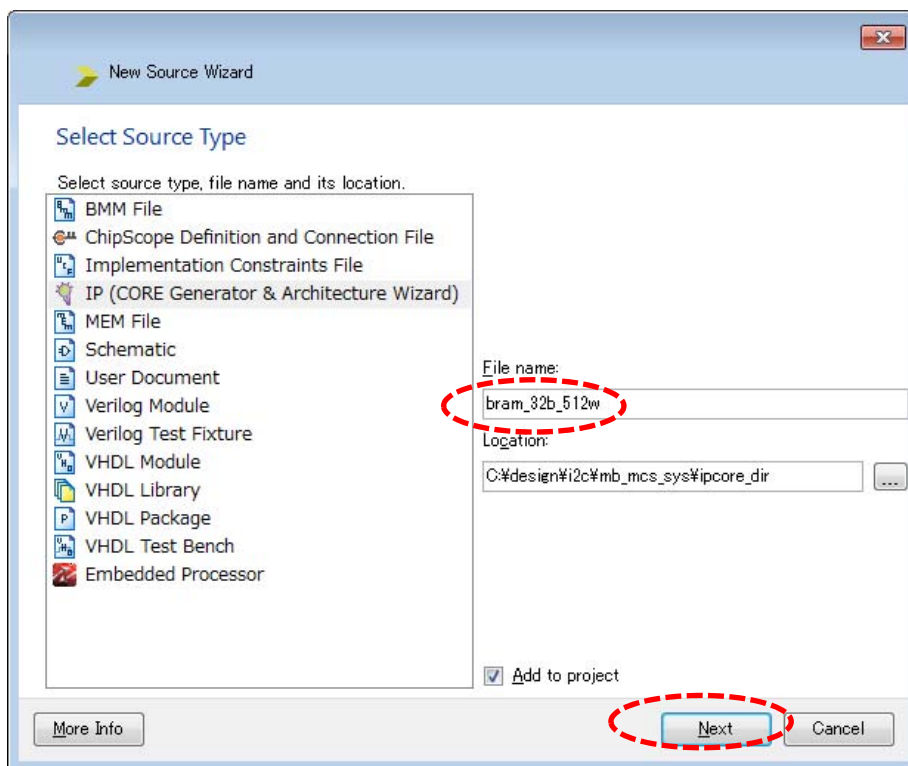 New Source Wizard
Select Source Type
Select source type, file name and its location.
BMM File
ChipScope Definition and Connection File
Implementation Constraints File
IP (CORE Generator & Architecture Wizard)
MEM File
Schematic
User Document
Verilog Module
Verilog Test Fixture
VHDL Module
VHDL Library
VHDL Package
VHDL Test Bench
Embedded Processor
File name:
bram_32b_512w
Location:
C:¥design¥i2c¥mb_mcs_sys¥ipcore_dir
...
Add to project
More Info
Next
Cancel